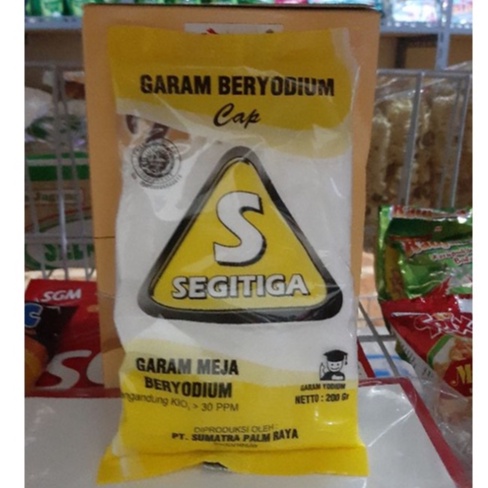 GARAM BERYODIUM
Cap
S
SEGITIGA
GARAM MEJA
BERYODIUM
ngandung KIO₃ > 30 PPM
GARAM YODIUM
NETTO : 200 Gr
DIPRODUKSI OLEH :
PT. SUMATRA PALM RAYA
SGM